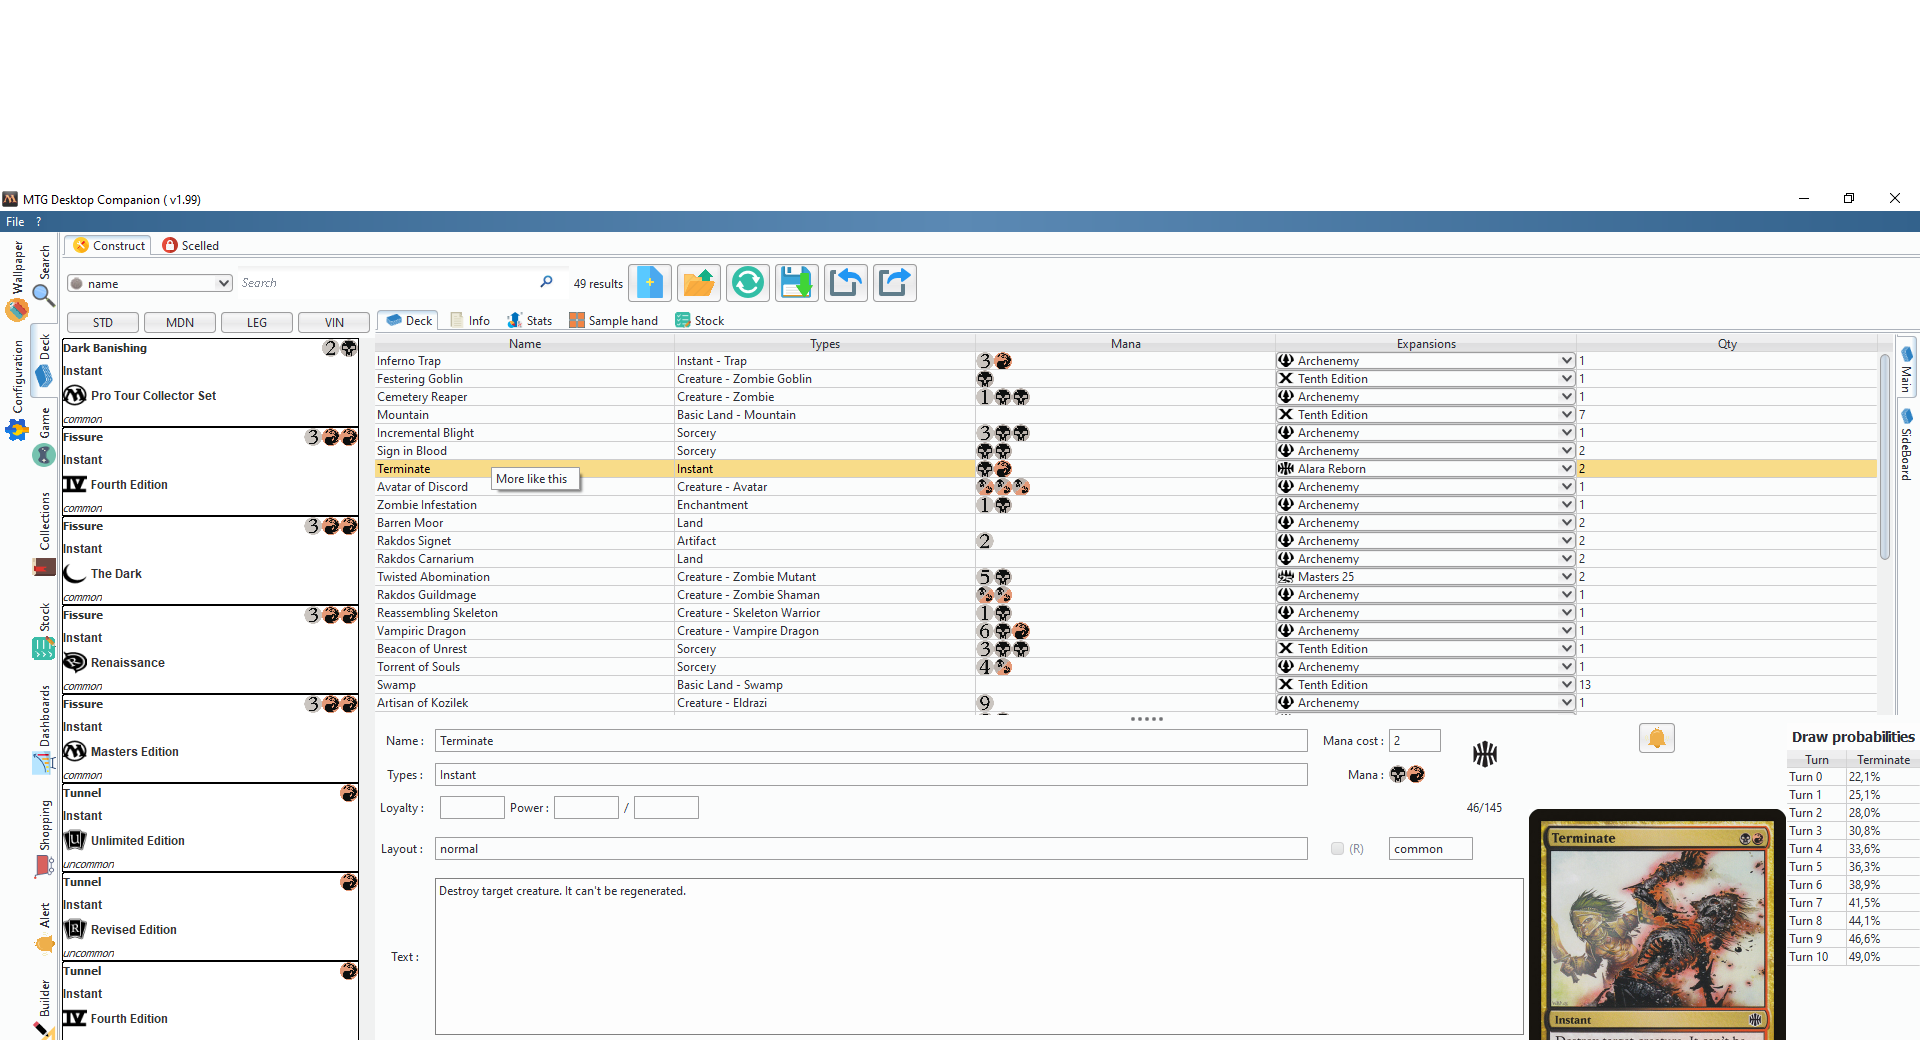 MTG Desktop Companion ( v1.99)
File ?
Construct Scelled
name Search 49 results
STD MDN LEG VIN
Deck Info Stats Sample hand Stock
Wallpaper
Configuration
Search
Deck
Game
Collections
Stock
Dashboards
Shopping
Alert
Builder
Dark Banishing 2
Instant
Pro Tour Collector Set
common
Fissure 3
Instant
IV Fourth Edition
common
Fissure 3
Instant
The Dark
common
Fissure 3
Instant
R Renaissance
common
Fissure 3
Instant
Masters Edition
common
Tunnel
Instant
U Unlimited Edition
uncommon
Tunnel
Instant
R Revised Edition
uncommon
Tunnel
Instant
IV Fourth Edition
Name Types Mana Expansions Qty
Inferno Trap Instant - Trap 3 Archenemy 1
Festering Goblin Creature - Zombie Goblin X Tenth Edition 1
Cemetery Reaper Creature - Zombie 1 Archenemy 1
Mountain Basic Land - Mountain X Tenth Edition 7
Incremental Blight Sorcery 3 Archenemy 1
Sign in Blood Sorcery Archenemy 2
Terminate Instant Alara Reborn 2
More like this
Avatar of Discord Creature - Avatar Archenemy 1
Zombie Infestation Enchantment 1 Archenemy 1
Barren Moor Land Archenemy 2
Rakdos Signet Artifact 2 Archenemy 2
Rakdos Carnarium Land Archenemy 2
Twisted Abomination Creature - Zombie Mutant 5 Masters 25 2
Rakdos Guildmage Creature - Zombie Shaman Archenemy 1
Reassembling Skeleton Creature - Skeleton Warrior 1 Archenemy 1
Vampiric Dragon Creature - Vampire Dragon 6 Archenemy 1
Beacon of Unrest Sorcery 3 X Tenth Edition 1
Torrent of Souls Sorcery 4 Archenemy 1
Swamp Basic Land - Swamp X Tenth Edition 13
Artisan of Kozilek Creature - Eldrazi 9 Archenemy 1
Main
SideBoard
Name : Terminate Mana cost : 2
Types : Instant Mana :
Loyalty : Power : / 46/145
Layout : normal (R) common
Text : Destroy target creature. It can't be regenerated.
Terminate
Instant
Destroy target creature. It can't be
Draw probabilities
Turn Terminate
Turn 0 22,1%
Turn 1 25,1%
Turn 2 28,0%
Turn 3 30,8%
Turn 4 33,6%
Turn 5 36,3%
Turn 6 38,9%
Turn 7 41,5%
Turn 8 44,1%
Turn 9 46,6%
Turn 10 49,0%